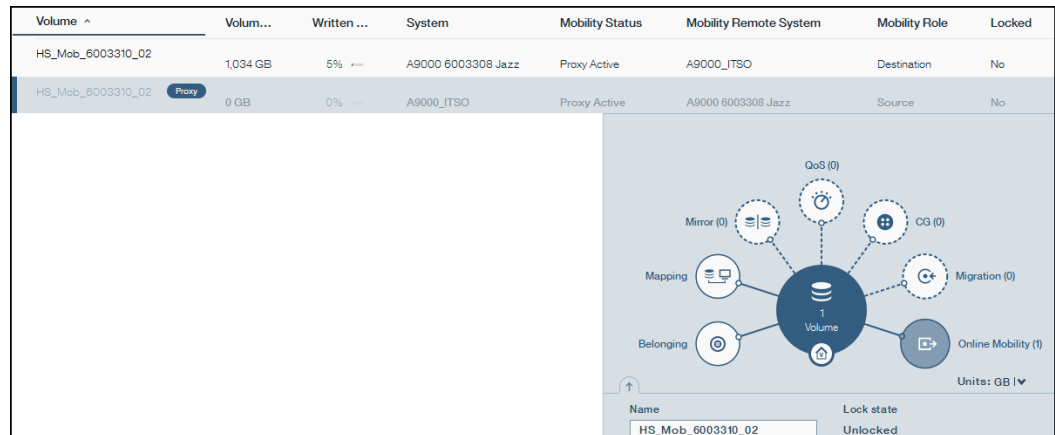 Volume Volum... Written ... System Mobility Status Mobility Remote System Mobility Role Locked
HS_Mob_6003310_02 1,034 GB 5% A9000 6003308 Jazz Proxy Active A9000_ITSO Destination No
HS_Mob_6003310_02 Proxy 0 GB 0% A9000_ITSO Proxy Active A9000 6003308 Jazz Source No
QoS (0)
Mirror (0) CG (0)
Mapping Migration (0)
1
Volume
Belonging Online Mobility (1)
Units: GB
Name Lock state
HS_Mob_6003310_02 Unlocked